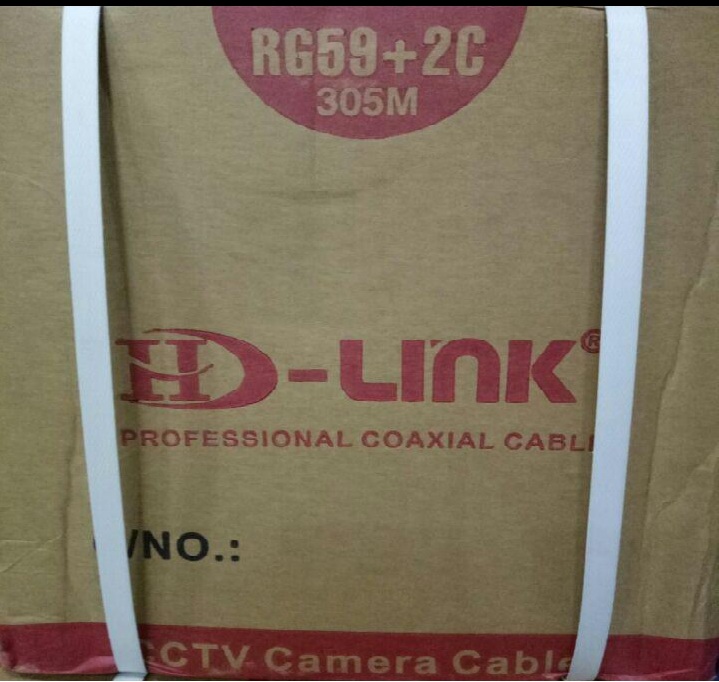 RG59+2C
305M
HD-LINK®
PROFESSIONAL COAXIAL CABL
/NO.:
CCTV Camera Cable